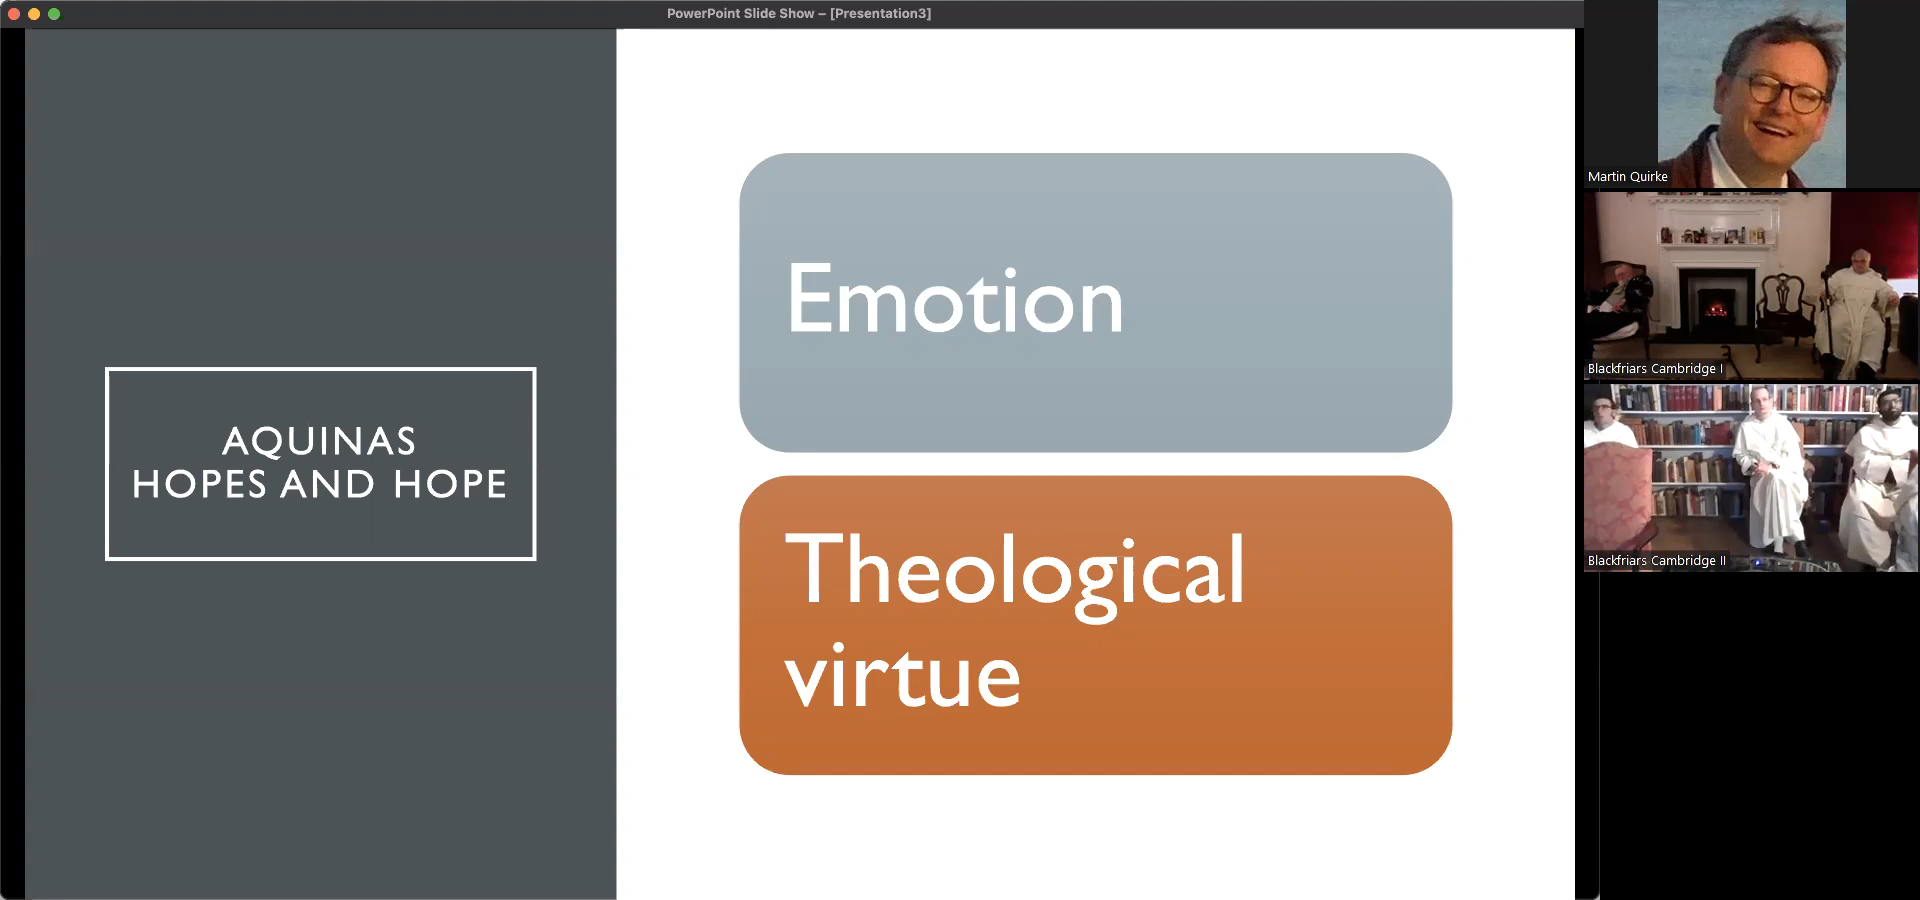 PowerPoint Slide Show – [Presentation3]
AQUINAS
HOPES AND HOPE
Emotion
Theological
virtue
Martin Quirke
Blackfriars Cambridge I
Blackfriars Cambridge II